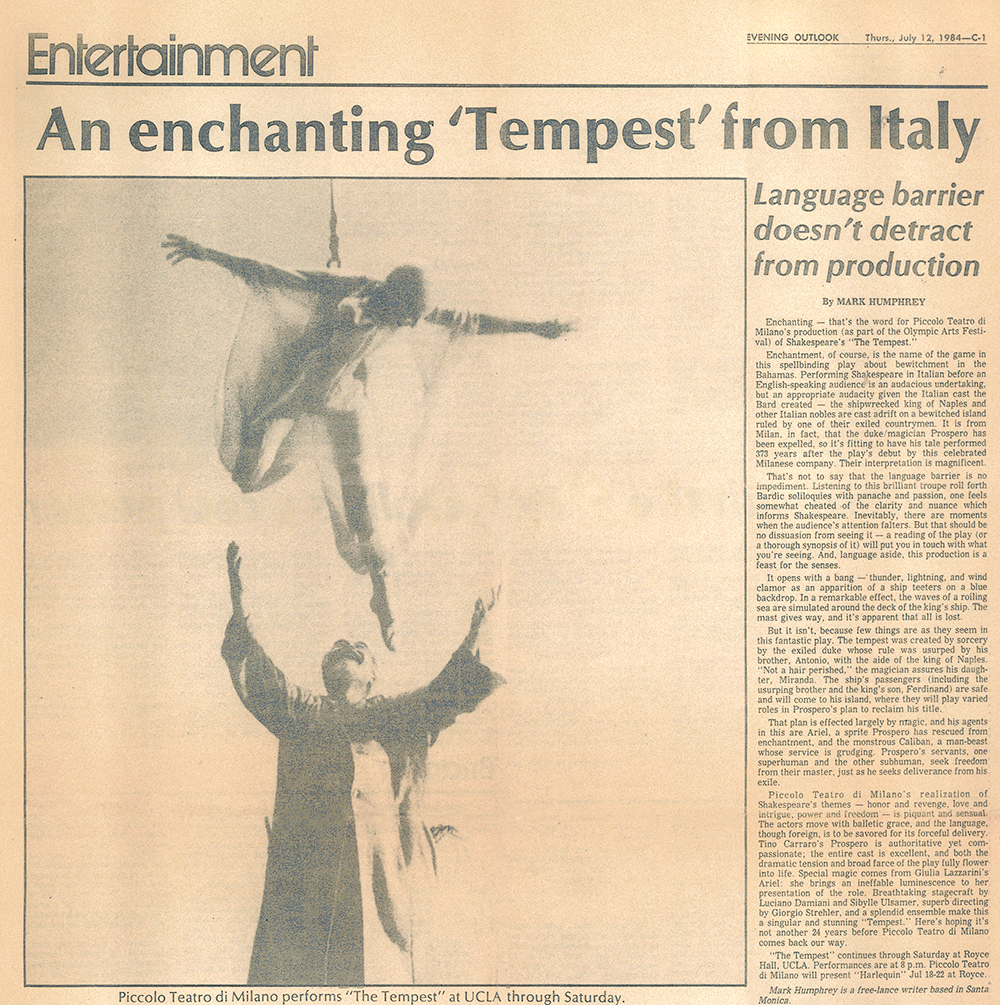 Entertainment
EVENING OUTLOOK Thurs., July 12, 1984—C-1
An enchanting ‘Tempest’ from Italy
Language barrier
doesn’t detract
from production
By MARK HUMPHREY
Enchanting — that's the word for Piccolo Teatro di
Milano's production (as part of the Olympic Arts Festi-
val) of Shakespeare's "The Tempest."
Enchantment, of course, is the name of the game in
this spellbinding play about bewitchment in the
Bahamas. Performing Shakespeare in Italian before an
English-speaking audience is an audacious undertaking,
but an appropriate audacity given the Italian cast the
Bard created — the shipwrecked king of Naples and
other Italian nobles are cast adrift on a bewitched island
ruled by one of their exiled countrymen. It is from
Milan, in fact, that the duke/magician Prospero has
been expelled, so it's fitting to have his tale performed
373 years after the play's debut by this celebrated
Milanese company. Their interpretation is magnificent.
That's not to say that the language barrier is no
impediment. Listening to this brilliant troupe roll forth
Bardic soliloquies with panache and passion, one feels
somewhat cheated of the clarity and nuance which
informs Shakespeare. Inevitably, there are moments
when the audience's attention falters. But that should be
no dissuasion from seeing it — a reading of the play (or
a thorough synopsis of it) will put you in touch with what
you're seeing. And, language aside, this production is a
feast for the senses.
It opens with a bang — thunder, lightning, and wind
clamor as an apparition of a ship teeters on a blue
backdrop. In a remarkable effect, the waves of a roiling
sea are simulated around the deck of the king's ship. The
mast gives way, and it's apparent that all is lost.
But it isn't, because few things are as they seem in
this fantastic play. The tempest was created by sorcery
by the exiled duke whose rule was usurped by his
brother, Antonio, with the aide of the king of Naples.
"Not a hair perished," the magician assures his daugh-
ter, Miranda. The ship's passengers (including the
usurping brother and the king's son, Ferdinand) are safe
and will come to his island, where they will play varied
roles in Prospero's plan to reclaim his title.
That plan is effected largely by magic, and his agents
in this are Ariel, a sprite Prospero has rescued from
enchantment, and the monstrous Caliban, a man-beast
whose service is grudging. Prospero's servants, one
superhuman and the other subhuman, seek freedom
from their master, just as he seeks deliverance from his
exile.
Piccolo Teatro di Milano's realization of
Shakespeare's themes — honor and revenge, love and
intrigue, power and freedom — is piquant and sensual.
The actors move with balletic grace, and the language,
though foreign, is to be savored for its forceful delivery.
Tino Carraro's Prospero is authoritative yet com-
passionate; the entire cast is excellent, and both the
dramatic tension and broad farce of the play fully flower
into life. Special magic comes from Giulia Lazzarini's
Ariel: she brings an ineffable luminescence to her
presentation of the role. Breathtaking stagecraft by
Luciano Damiani and Sibylle Ulsamer, superb directing
by Giorgio Strehler, and a splendid ensemble make this
a singular and stunning "Tempest." Here's hoping it's
not another 24 years before Piccolo Teatro di Milano
comes back our way.
"The Tempest" continues through Saturday at Royce
Hall, UCLA. Performances are at 8 p.m. Piccolo Teatro
di Milano will present "Harlequin" Jul 18-22 at Royce.
Mark Humphrey is a free-lance writer based in Santa
Monica.
Piccolo Teatro di Milano performs "The Tempest" at UCLA through Saturday.